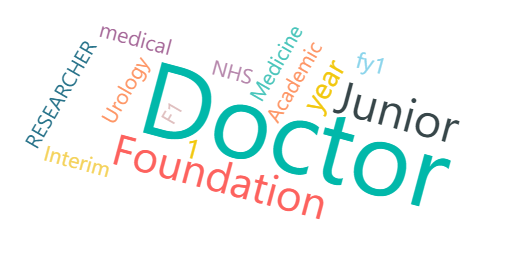 medical
RESEARCHER
Urology
NHS
Medicine
Academic
fy1
year
F1
Doctor
Junior
1
Interim
Foundation